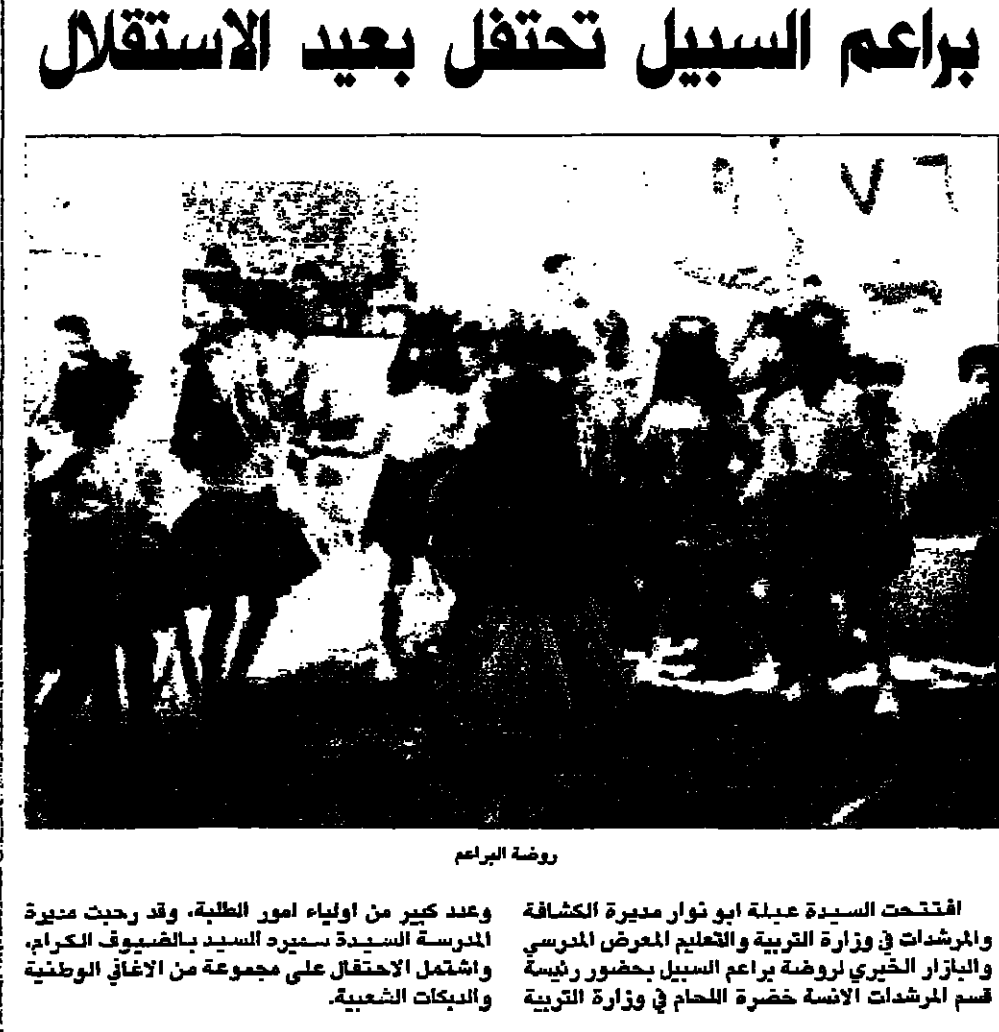 براعم السبيل تحتفل بعيد الاستقلال
٧٦
روضة البراعم
افتتحت السيدة عبلة ابو نوار مديرة الكشافة
والمرشدات في وزارة التربية والتعليم المعرض المدرسي
والبازار الخيري لروضة براعم السبيل بحضور رئيسة
قسم المرشدات الانسة خضرة اللحام في وزارة التربية
وعدد كبير من اولياء امور الطلبة، وقد رحبت مديرة
المدرسة السيدة سميرة السيد بالضيوف الكرام،
واشتمل الاحتفال على مجموعة من الاغاني الوطنية
والدبكات الشعبية.